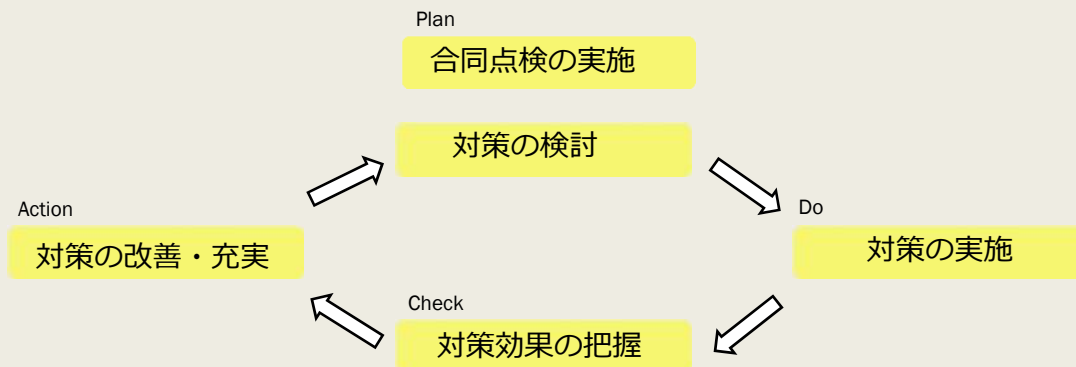 Plan
合同点検の実施
対策の検討
Action
対策の改善・充実
Do
対策の実施
Check
対策効果の把握